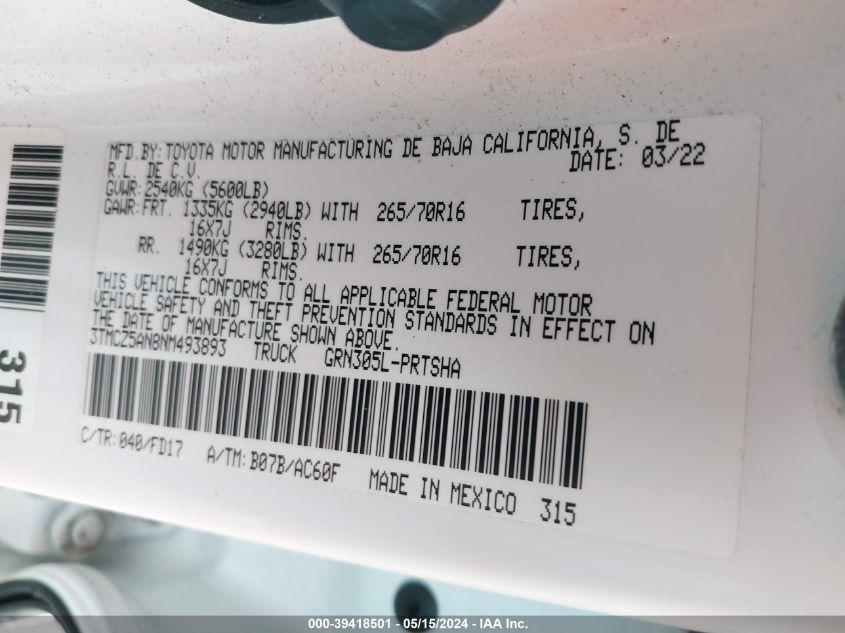 MFD.BY:TOYOTA MOTOR MANUFACTURING DE BAJA CALIFORNIA, S. DE
R.L. DE C.V. DATE: 03/22
GVWR:2540KG (5600LB)
GAWR:FRT. 1335KG (2940LB) WITH 265/70R16 TIRES,
16X7J RIMS.
RR. 1490KG (3280LB) WITH 265/70R16 TIRES,
16X7J RIMS.
THIS VEHICLE CONFORMS TO ALL APPLICABLE FEDERAL MOTOR
VEHICLE SAFETY AND THEFT PREVENTION STANDARDS IN EFFECT ON
THE DATE OF MANUFACTURE SHOWN ABOVE.
3TMCZ5AN8NM493893 TRUCK GRN305L-PRTSHA
C/TR:040/FD17 A/TM:B07B/AC60F MADE IN MEXICO 315
315
000-39418501 - 05/15/2024 - IAA Inc.